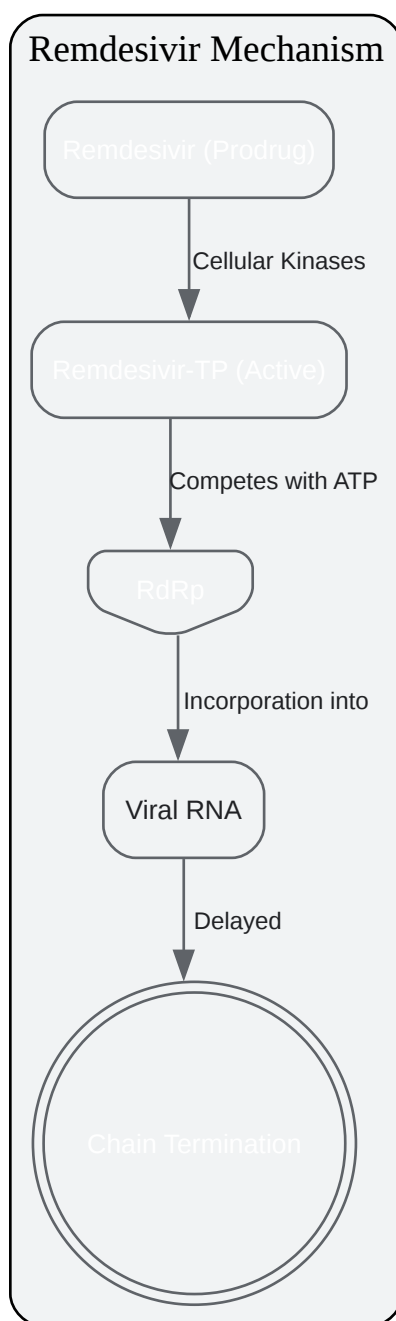 Remdesivir Mechanism
Remdesivir (Prodrug)
Cellular Kinases
Remdesivir-TP (Active)
Competes with ATP
RdRp
Incorporation into
Viral RNA
Delayed
Chain Termination